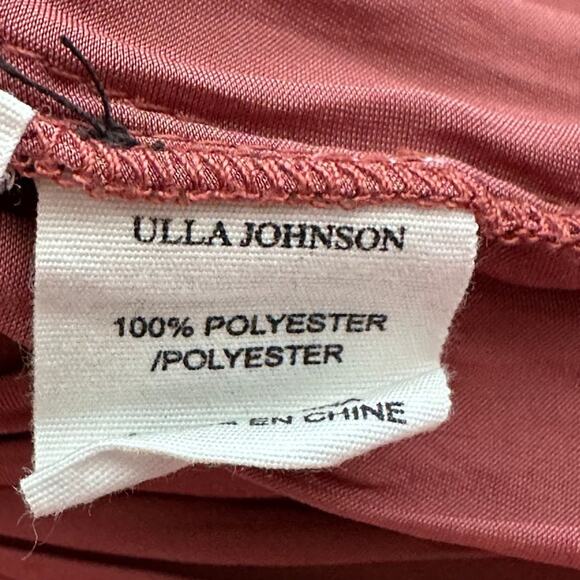 ULLA JOHNSON
100% POLYESTER
/POLYESTER
EN CHINE